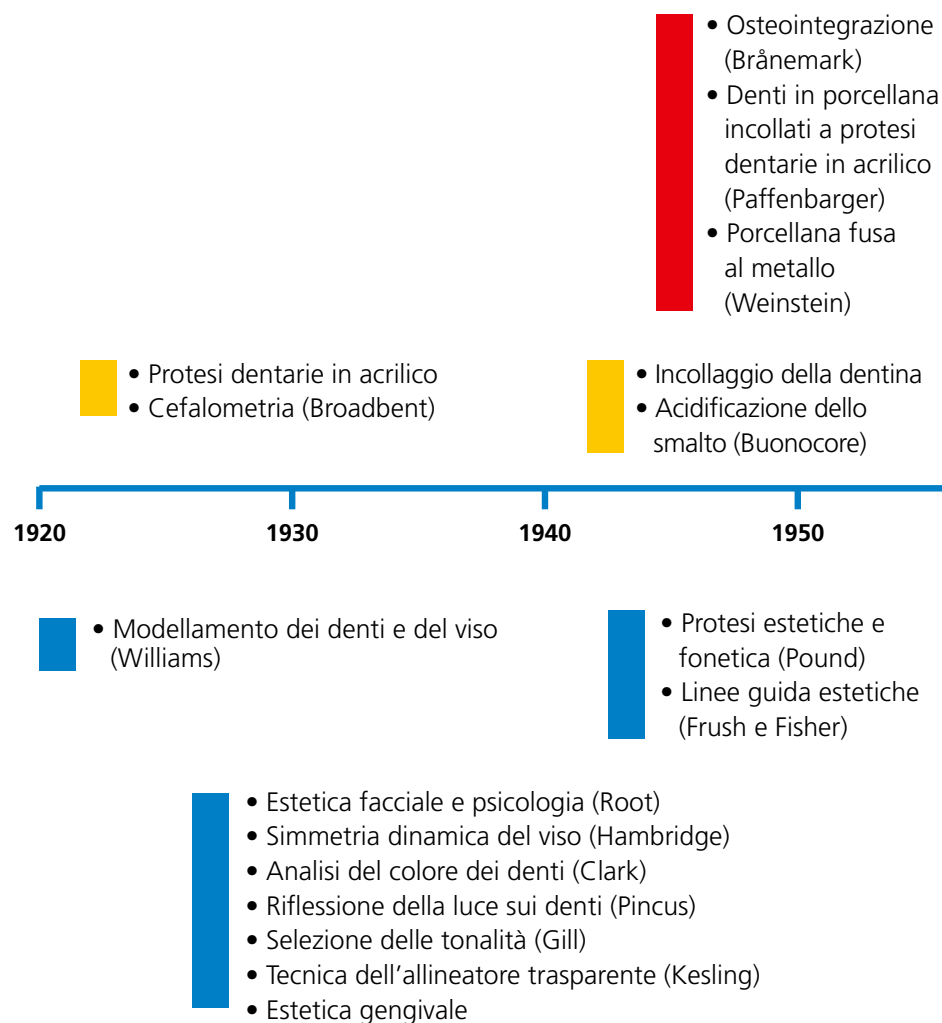 • Osteointegrazione
(Brånemark)
• Denti in porcellana
incollati a protesi
dentarie in acrilico
(Paffenbarger)
• Porcellana fusa
al metallo
(Weinstein)
• Protesi dentarie in acrilico
• Cefalometria (Broadbent)
• Incollaggio della dentina
• Acidificazione dello
smalto (Buonocore)
1920
1930
1940
1950
• Modellamento dei denti e del viso
(Williams)
• Protesi estetiche e
fonetica (Pound)
• Linee guida estetiche
(Frush e Fisher)
• Estetica facciale e psicologia (Root)
• Simmetria dinamica del viso (Hambridge)
• Analisi del colore dei denti (Clark)
• Riflessione della luce sui denti (Pincus)
• Selezione delle tonalità (Gill)
• Tecnica dell’allineatore trasparente (Kesling)
• Estetica gengivale